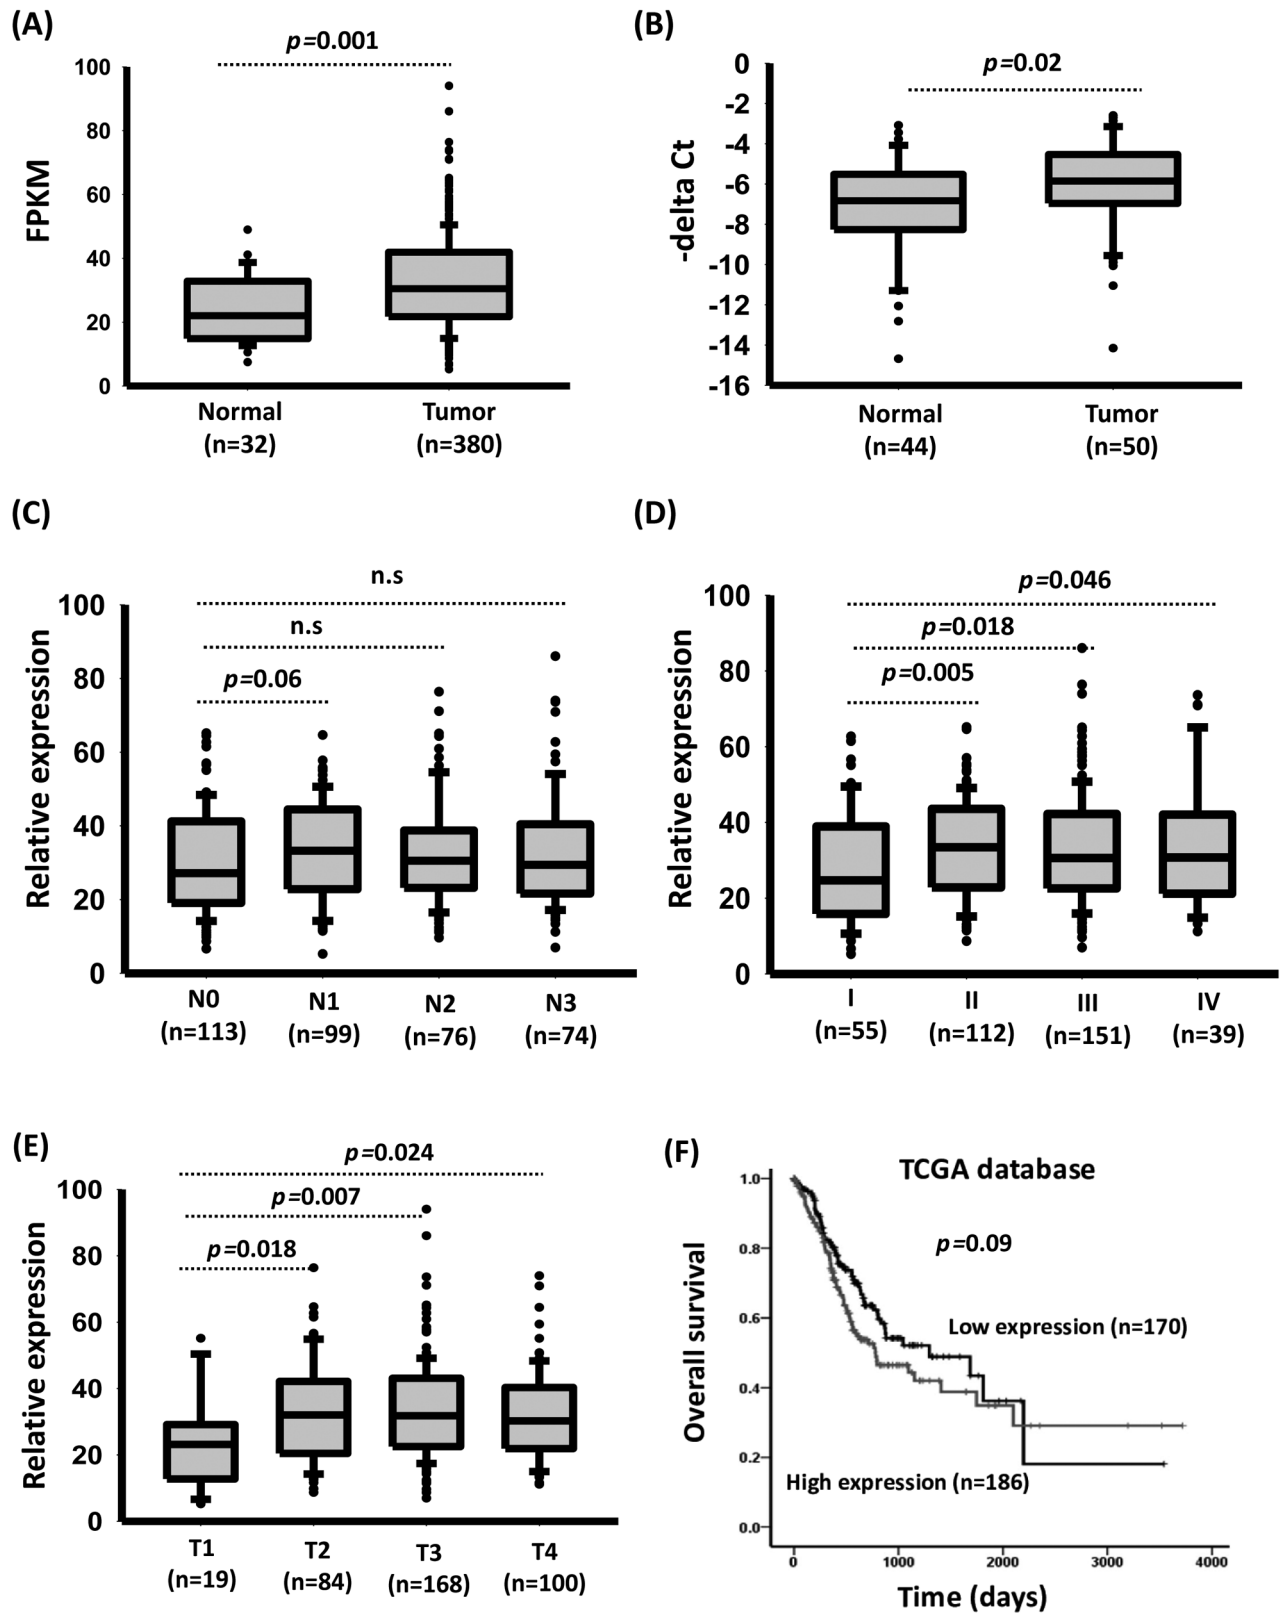 (A)
p=0.001
FPKM
100
80
60
40
20
0
Normal
(n=32)
Tumor
(n=380)
(B)
p=0.02
-delta Ct
0
-2
-4
-6
-8
-10
-12
-14
-16
Normal
(n=44)
Tumor
(n=50)
(C)
n.s
n.s
p=0.06
Relative expression
100
80
60
40
20
0
N0
(n=113)
N1
(n=99)
N2
(n=76)
N3
(n=74)
(D)
p=0.046
p=0.018
p=0.005
Relative expression
100
80
60
40
20
0
I
(n=55)
II
(n=112)
III
(n=151)
IV
(n=39)
(E)
p=0.024
p=0.007
p=0.018
Relative expression
100
80
60
40
20
0
T1
(n=19)
T2
(n=84)
T3
(n=168)
T4
(n=100)
(F)
TCGA database
p=0.09
Low expression (n=170)
High expression (n=186)
Overall survival
1.0
0.8
0.6
0.4
0.2
0.0
0
1000
2000
3000
4000
Time (days)